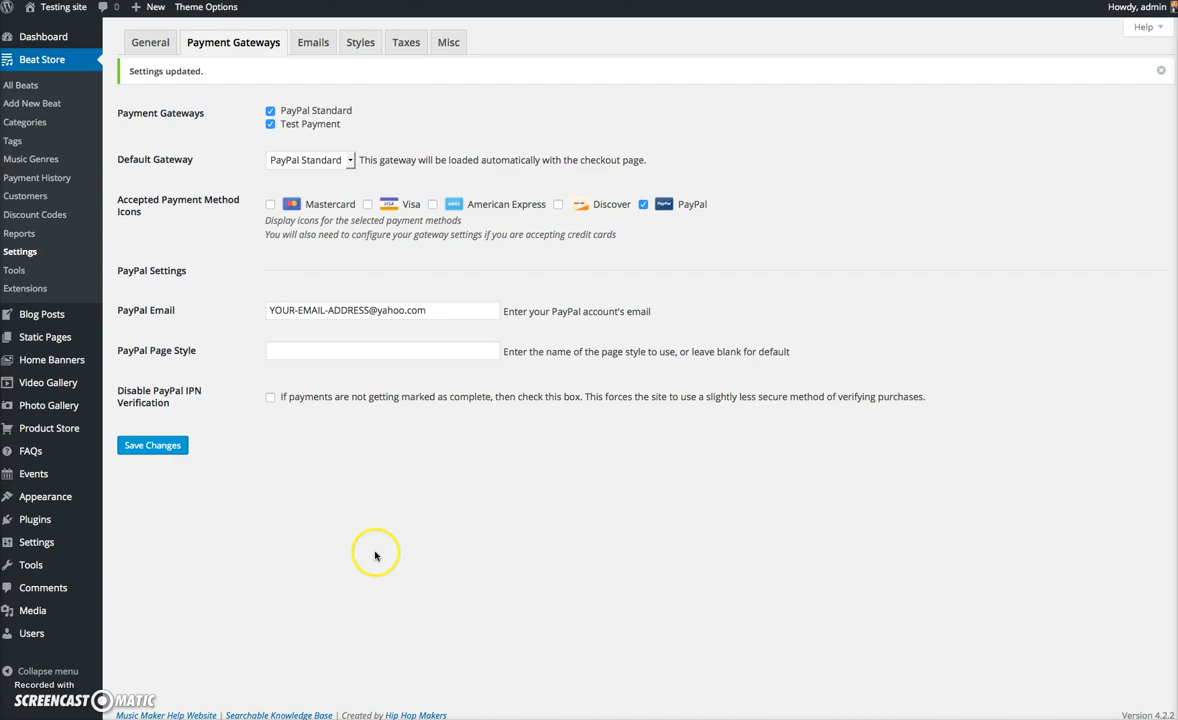 Testing site 0 New Theme Options Howdy, admin
Help
Dashboard
Beat Store
All Beats
Add New Beat
Categories
Tags
Music Genres
Payment History
Customers
Discount Codes
Reports
Settings
Tools
Extensions
Blog Posts
Static Pages
Home Banners
Video Gallery
Photo Gallery
Product Store
FAQs
Events
Appearance
Plugins
Settings
Tools
Comments
Media
Users
Collapse menu
General Payment Gateways Emails Styles Taxes Misc
Settings updated.
Payment Gateways PayPal Standard
Test Payment
Default Gateway PayPal Standard This gateway will be loaded automatically with the checkout page.
Accepted Payment Method
Icons
Mastercard VISA Visa American Express Discover PayPal PayPal
Display icons for the selected payment methods
You will also need to configure your gateway settings if you are accepting credit cards
PayPal Settings
PayPal Email YOUR-EMAIL-ADDRESS@yahoo.com Enter your PayPal account's email
PayPal Page Style Enter the name of the page style to use, or leave blank for default
Disable PayPal IPN
Verification
If payments are not getting marked as complete, then check this box. This forces the site to use a slightly less secure method of verifying purchases.
Save Changes
Recorded with
SCREENCAST MATIC
Music Maker Help Website | Searchable Knowledge Base | Created by Hip Hop Makers Version 4.2.2